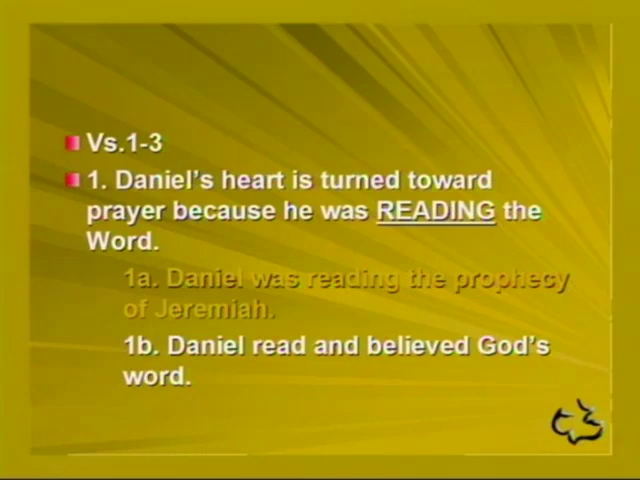 Vs.1-3
1. Daniel's heart is turned toward
prayer because he was READING the
Word.
1a. Daniel was reading the prophecy
of Jeremiah.
1b. Daniel read and believed God's
word.